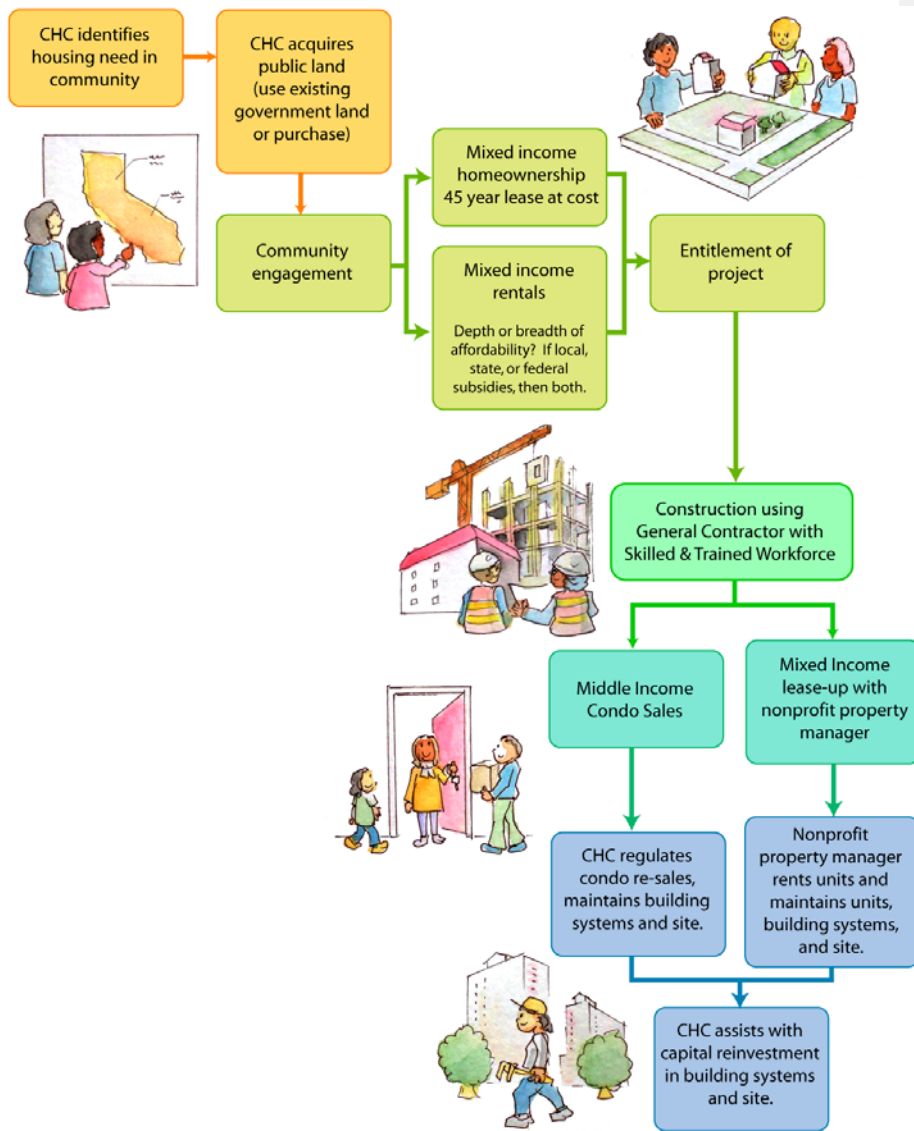 CHC identifies
housing need in
community
CHC acquires
public land
(use existing
government land
or purchase)
Mixed income
homeownership
45 year lease at cost
Community
engagement
Mixed income
rentals
Depth or breadth of
affordability? If local,
state, or federal
subsidies, then both.
Entitlement of
project
Construction using
General Contractor with
Skilled & Trained Workforce
Middle Income
Condo Sales
Mixed Income
lease-up with
nonprofit property
manager
CHC regulates
condo re-sales,
maintains building
systems and site.
Nonprofit
property manager
rents units and
maintains units,
building systems,
and site.
CHC assists with
capital reinvestment
in building systems
and site.